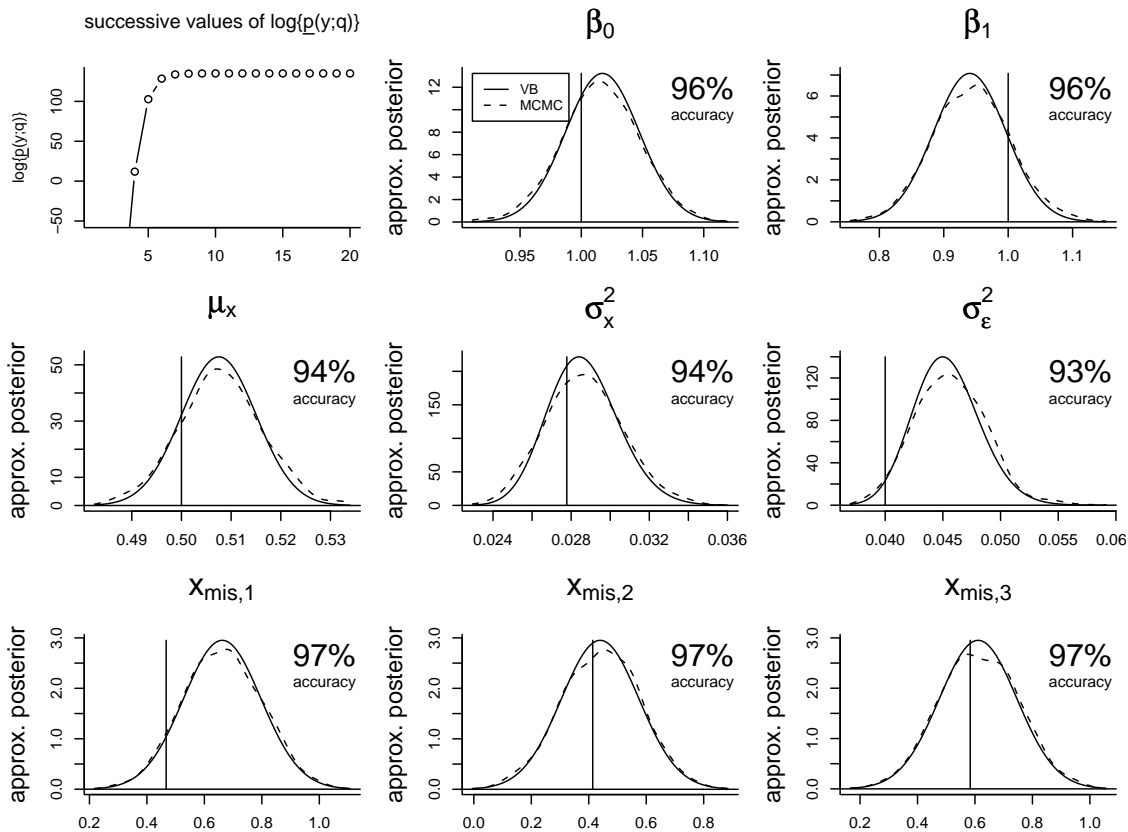 successive values of log{p(y;q)}
log{p(y;q)}
−50 0 50 100
5 10 15 20
β0
approx. posterior
0 2 4 6 8 12
0.95 1.00 1.05 1.10
VB
MCMC
96%
accuracy
β1
approx. posterior
0 2 4 6
0.8 0.9 1.0 1.1
96%
accuracy
μx
approx. posterior
0 10 30 50
0.49 0.50 0.51 0.52 0.53
94%
accuracy
σ²x
approx. posterior
0 50 150
0.024 0.028 0.032 0.036
94%
accuracy
σ²ε
approx. posterior
0 40 80 120
0.040 0.045 0.050 0.055 0.06
93%
accuracy
xmis,1
approx. posterior
0.0 1.0 2.0 3.0
0.2 0.4 0.6 0.8 1.0
97%
accuracy
xmis,2
approx. posterior
0.0 1.0 2.0 3.0
0.0 0.2 0.4 0.6 0.8
97%
accuracy
xmis,3
approx. posterior
0.0 1.0 2.0 3.0
0.2 0.4 0.6 0.8 1.0
97%
accuracy